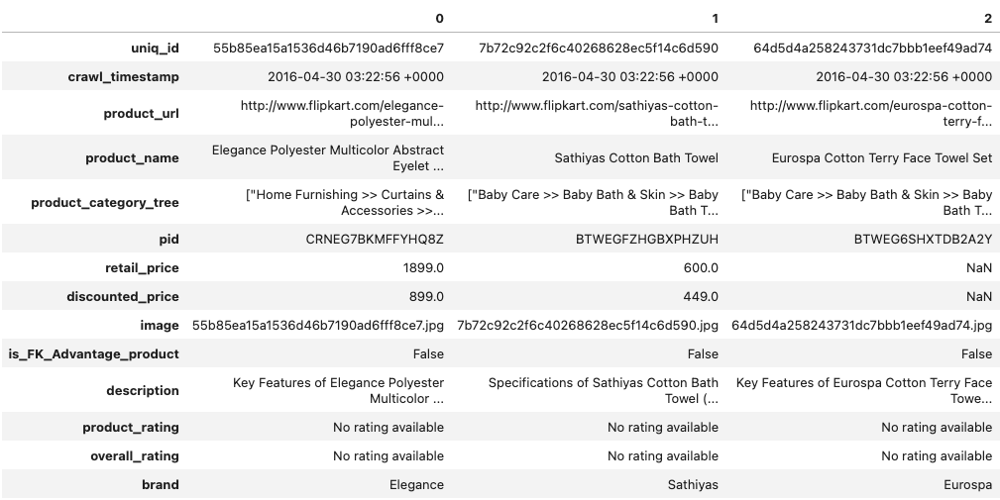 0 1 2
uniq_id 55b85ea15a1536d46b7190ad6fff8ce7 7b72c92c2f6c40268628ec5f14c6d590 64d5d4a258243731dc7bbb1eef49ad74
crawl_timestamp 2016-04-30 03:22:56 +0000 2016-04-30 03:22:56 +0000 2016-04-30 03:22:56 +0000
product_url http://www.flipkart.com/elegance- http://www.flipkart.com/sathiyas-cotton- http://www.flipkart.com/eurospa-cotton-
polyester-mul... bath-t... terry-f...
product_name Elegance Polyester Multicolor Abstract Sathiyas Cotton Bath Towel Eurospa Cotton Terry Face Towel Set
Eyelet ...
product_category_tree ["Home Furnishing >> Curtains & ["Baby Care >> Baby Bath & Skin >> Baby ["Baby Care >> Baby Bath & Skin >> Baby
Accessories >>... Bath T... Bath T...
pid CRNEG7BKMFFYHQ8Z BTWEGFZHGBXPHZUH BTWEG6SHXTDB2A2Y
retail_price 1899.0 600.0 NaN
discounted_price 899.0 449.0 NaN
image 55b85ea15a1536d46b7190ad6fff8ce7.jpg 7b72c92c2f6c40268628ec5f14c6d590.jpg 64d5d4a258243731dc7bbb1eef49ad74.jpg
is_FK_Advantage_product False False False
description Key Features of Elegance Polyester Specifications of Sathiyas Cotton Bath Key Features of Eurospa Cotton Terry Face
Multicolor ... Towel (... Towe...
product_rating No rating available No rating available No rating available
overall_rating No rating available No rating available No rating available
brand Elegance Sathiyas Eurospa